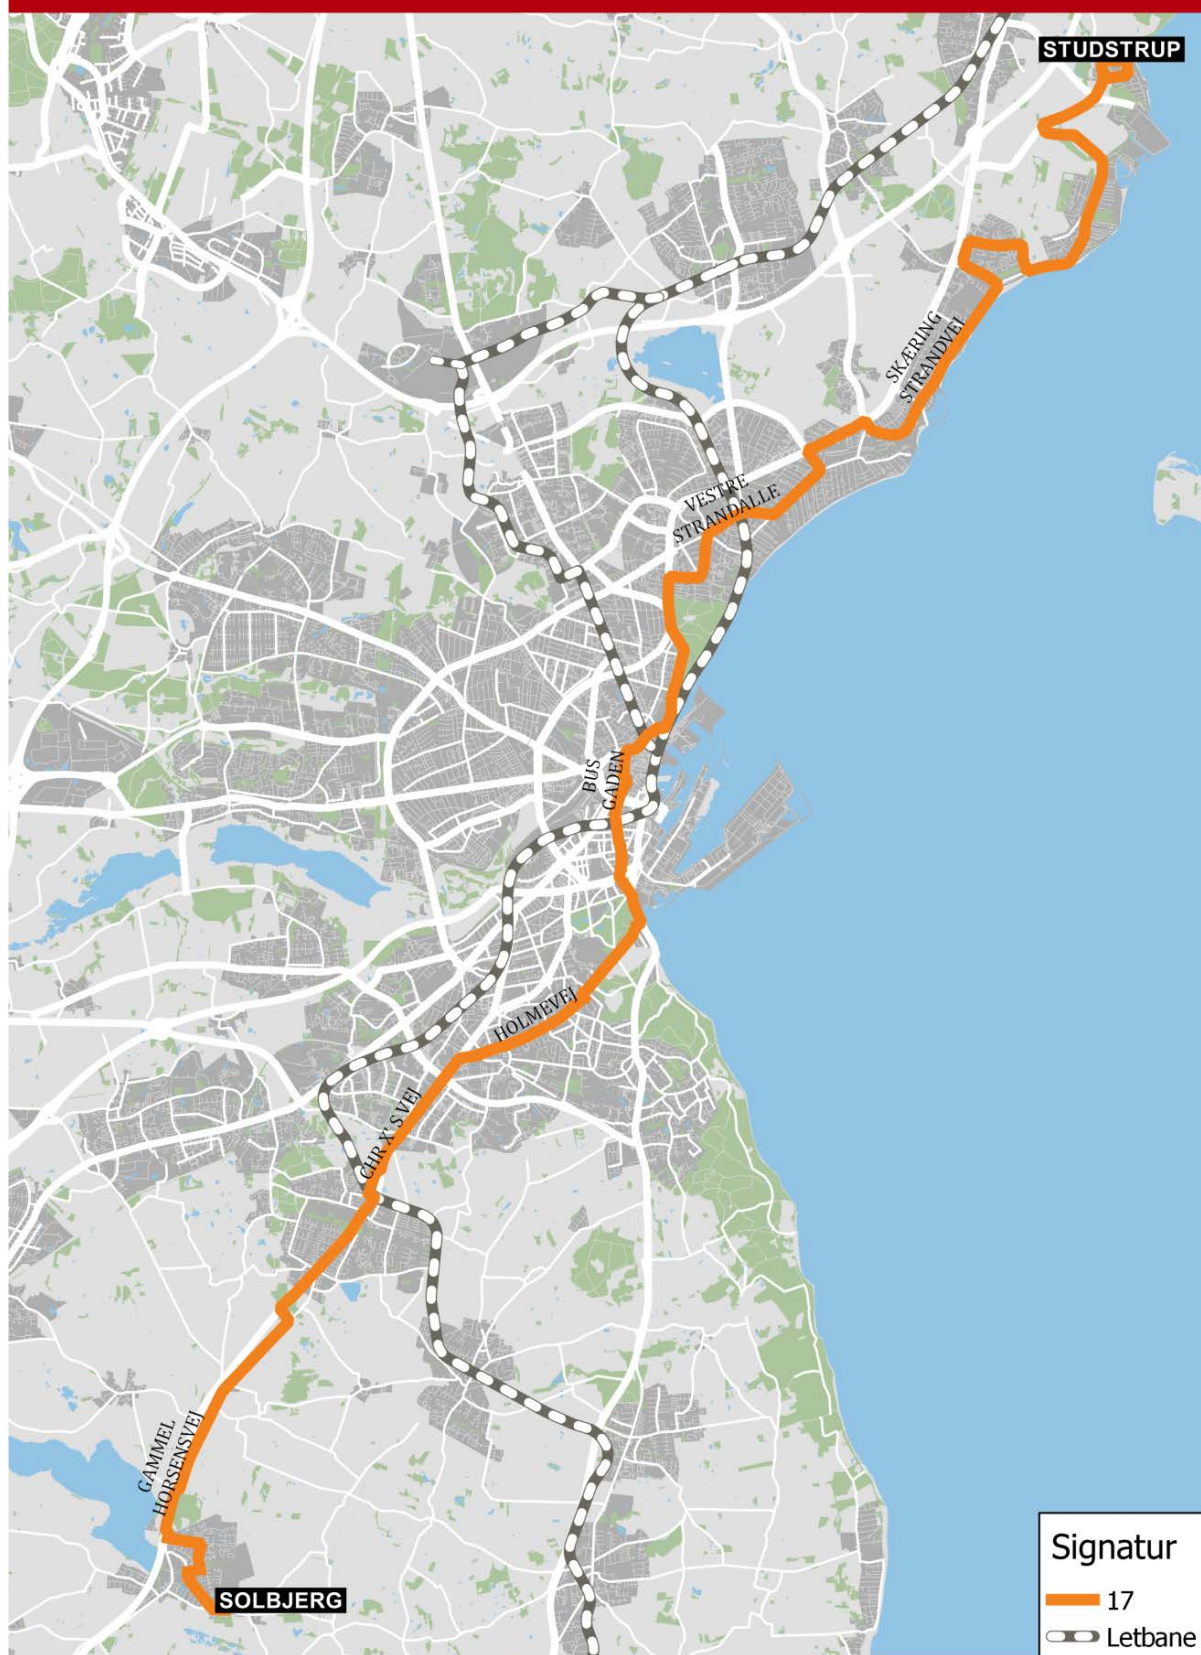 STUDSTRUP
SKÆRING
STRANDVEJ
VESTRE
STRANDALLE
BUS
GADEN
HOLMEVEJ
CHR X'S VEJ
GAMMEL
HORSENSVEJ
SOLBJERG
Signatur
17
Letbane